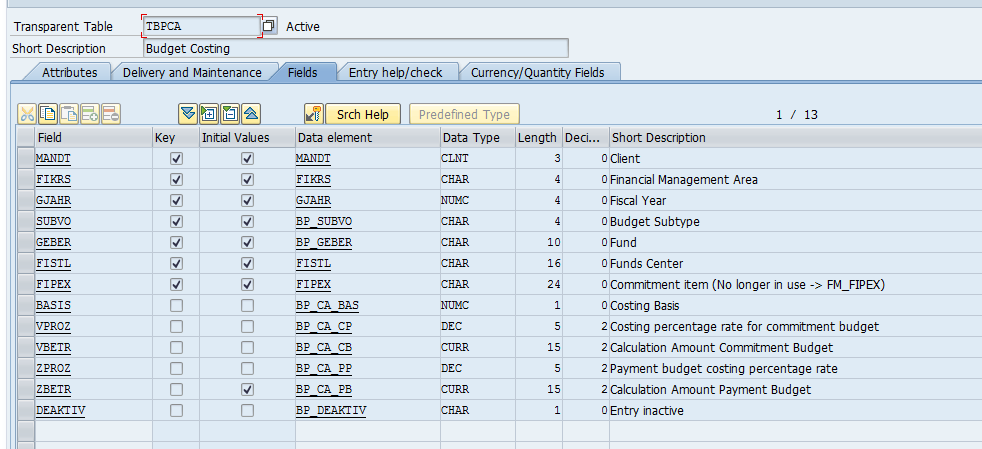 Transparent Table TBPCA Active
Short Description Budget Costing
Attributes Delivery and Maintenance Fields Entry help/check Currency/Quantity Fields
Srch Help Predefined Type 1 / 13
Field Key Initial Values Data element Data Type Length Deci... Short Description
MANDT MANDT CLNT 3 0 Client
FIKRS FIKRS CHAR 4 0 Financial Management Area
GJAHR GJAHR NUMC 4 0 Fiscal Year
SUBVO BP_SUBVO CHAR 4 0 Budget Subtype
GEBER BP_GEBER CHAR 10 0 Fund
FISTL FISTL CHAR 16 0 Funds Center
FIPEX FIPEX CHAR 24 0 Commitment item (No longer in use -> FM_FIPEX)
BASIS BP_CA_BAS NUMC 1 0 Costing Basis
VPROZ BP_CA_CP DEC 5 2 Costing percentage rate for commitment budget
VBETR BP_CA_CB CURR 15 2 Calculation Amount Commitment Budget
ZPROZ BP_CA_PP DEC 5 2 Payment budget costing percentage rate
ZBETR BP_CA_PB CURR 15 2 Calculation Amount Payment Budget
DEAKTIV BP_DEAKTIV CHAR 1 0 Entry inactive